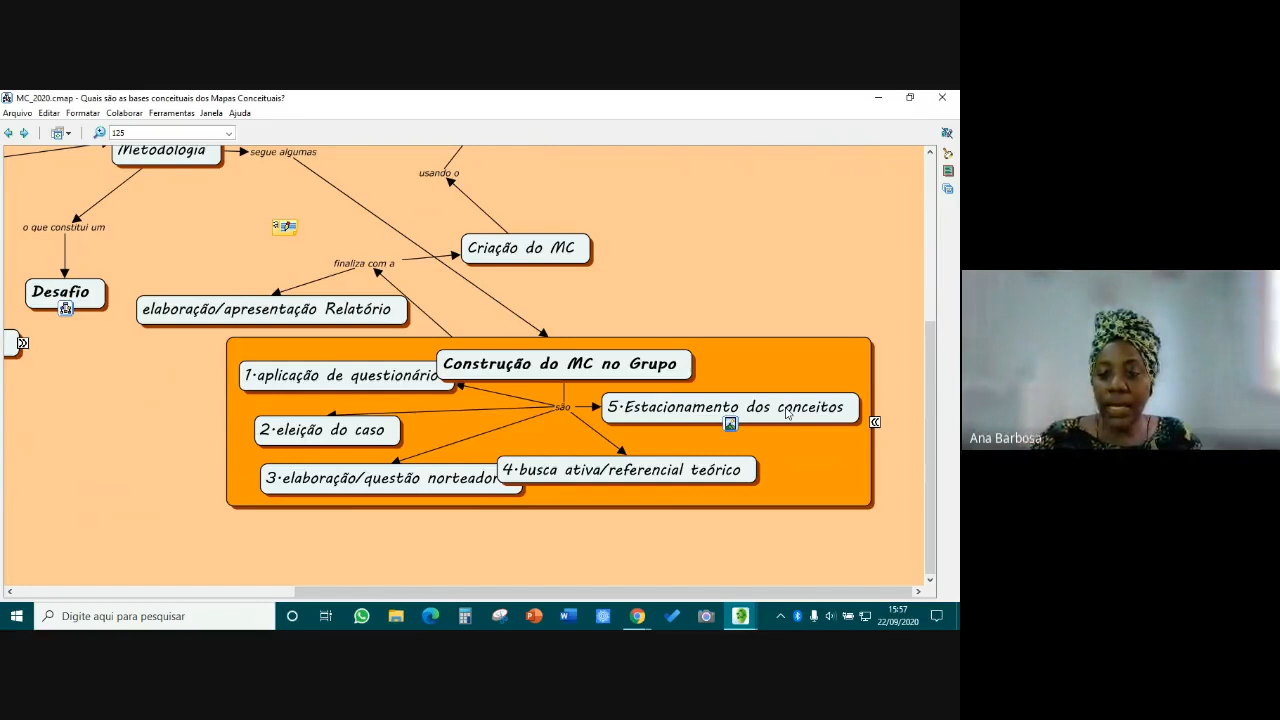 MC_2020.cmap - Quais são as bases conceituais dos Mapas Conceituais?
Arquivo Editar Formatar Colaborar Ferramentas Janela Ajuda
125
Metodologia
segue algumas
usando o
o que constitui um
Criação do MC
finaliza com a
Desafio
elaboração/apresentação Relatório
Construção do MC no Grupo
1.aplicação de questionário
são
5.Estacionamento dos conceitos
2.eleição do caso
3.elaboração/questão norteador
4.busca ativa/referencial teórico
Ana Barbosa
Digite aqui para pesquisar
15:57
22/09/2020